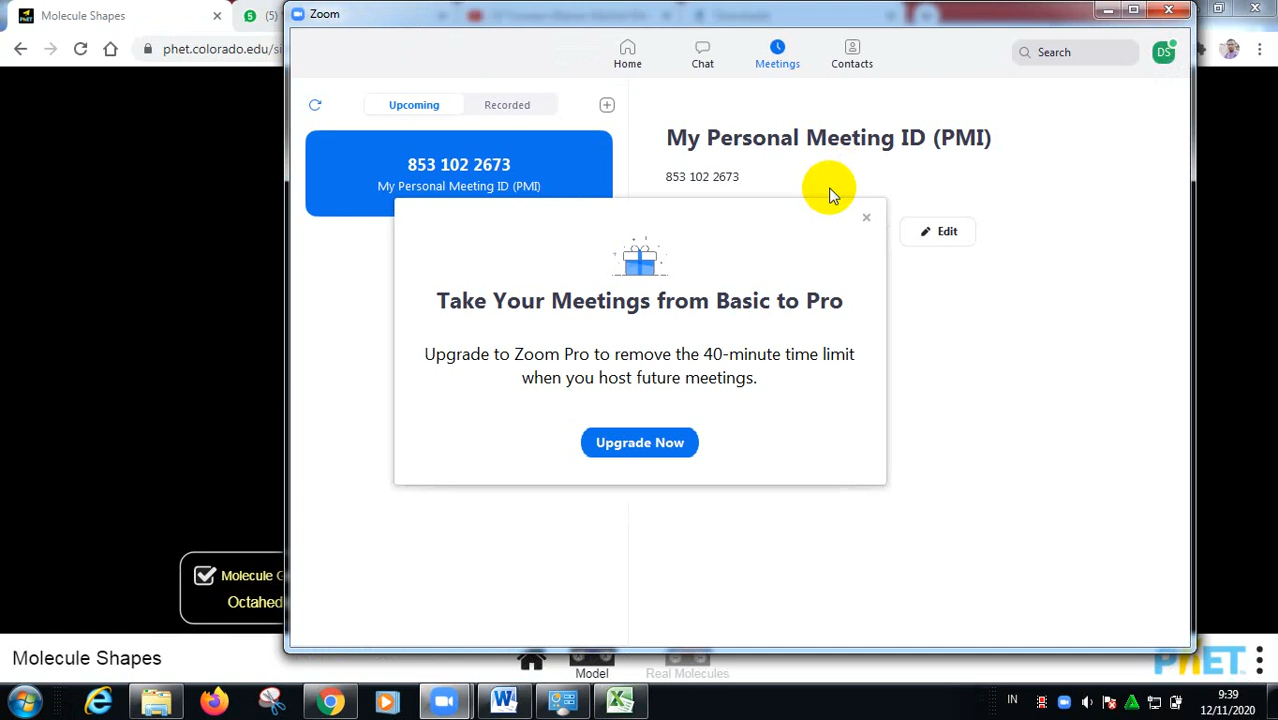 Molecule Shapes
5
(5)
Zoom
phet.colorado.edu/si
Home
Chat
Meetings
Contacts
Search
DS
Upcoming
Recorded
853 102 2673
My Personal Meeting ID (PMI)
My Personal Meeting ID (PMI)
853 102 2673
Edit
Take Your Meetings from Basic to Pro
Upgrade to Zoom Pro to remove the 40-minute time limit
when you host future meetings.
Upgrade Now
Molecule G
Octahed
Molecule Shapes
Model
Real Molecules
PhET
IN
9:39
12/11/2020